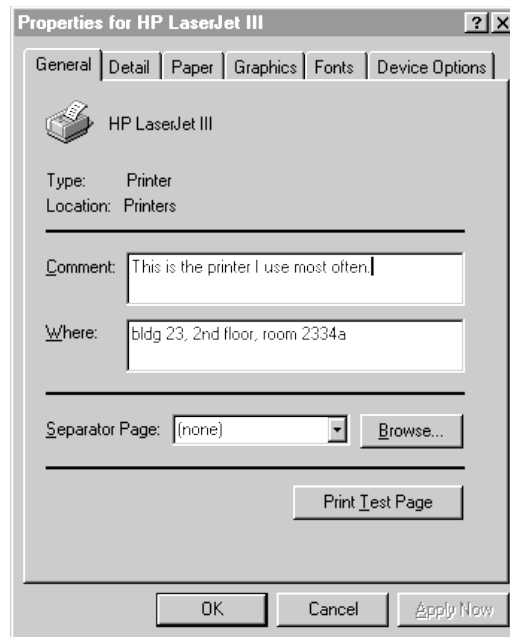 Properties for HP LaserJet III
General Detail Paper Graphics Fonts Device Options
HP LaserJet III
Type: Printer
Location: Printers
Comment: This is the printer I use most often.
Where: bldg 23, 2nd floor, room 2334a
Separator Page: (none) Browse...
Print Test Page
OK Cancel Apply Now